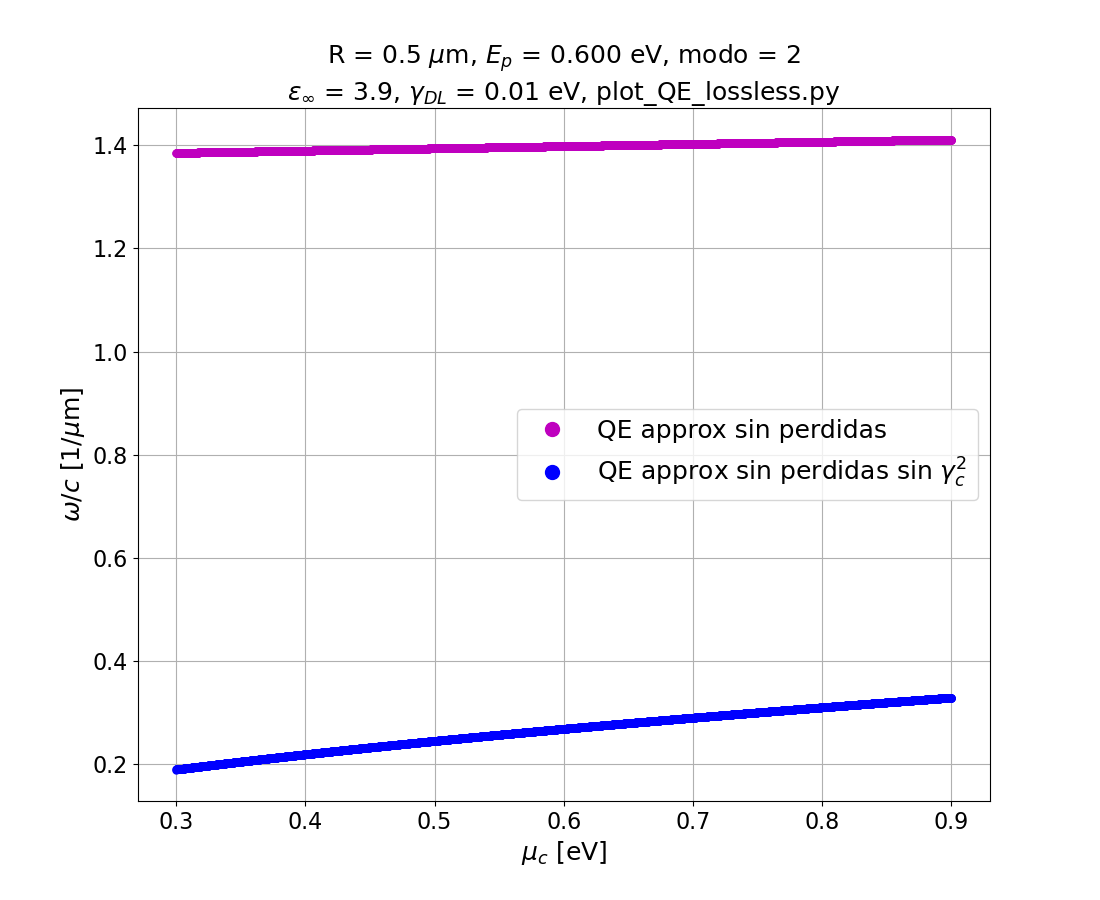 R = 0.5 μm, E_p = 0.600 eV, modo = 2
ε_∞ = 3.9, γ_DL = 0.01 eV, plot_QE_lossless.py
1.4
1.2
1.0
0.8
0.6
0.4
0.2
ω/c [1/μm]
QE approx sin perdidas
QE approx sin perdidas sin γ_c^2
0.3 0.4 0.5 0.6 0.7 0.8 0.9
μ_c [eV]